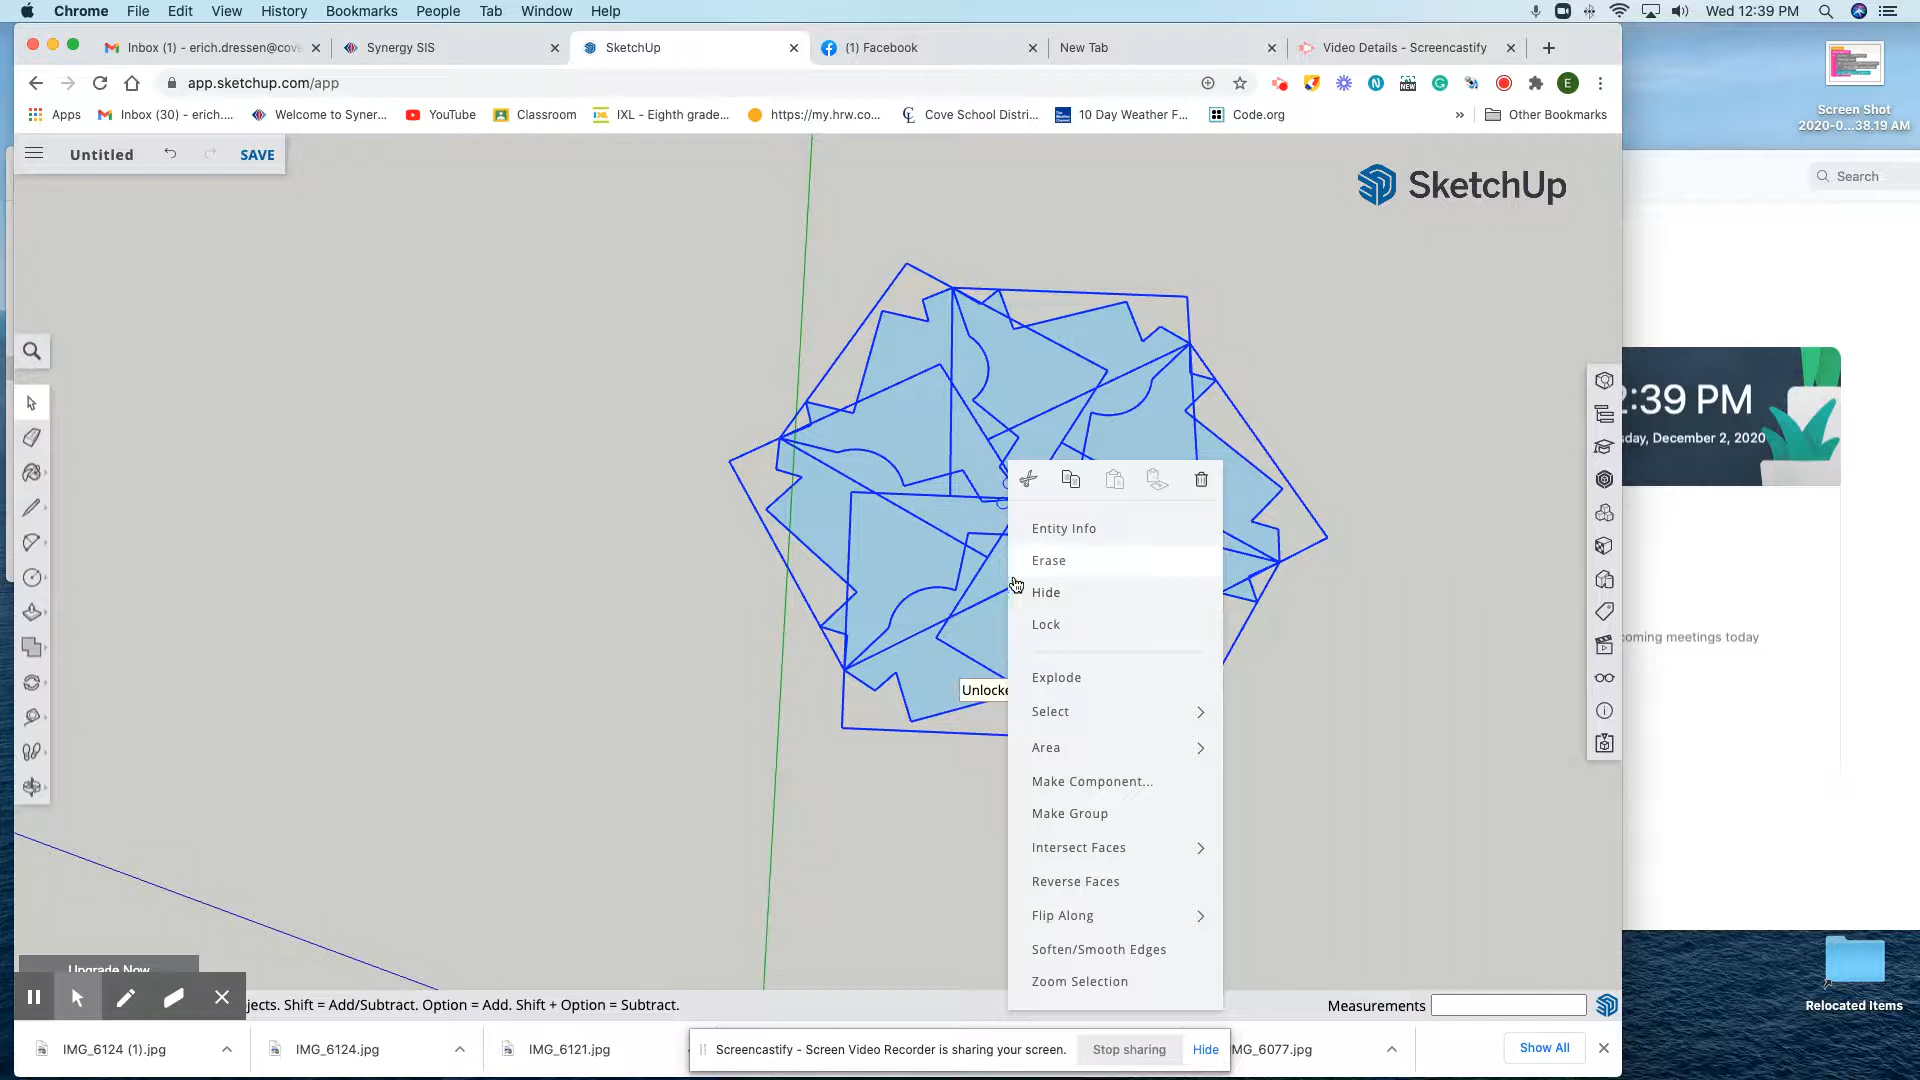 Chrome File Edit View History Bookmarks People Tab Window Help
Wed 12:39 PM
Inbox (1) - erich.dressen@cov
Synergy SIS
SketchUp
(1) Facebook
New Tab
Video Details - Screencastify
app.sketchup.com/app
Apps
Inbox (30) - erich....
Welcome to Syner...
YouTube
Classroom
IXL - Eighth grade...
https://my.hrw.co...
Cove School Distri...
10 Day Weather F...
Code.org
»
Other Bookmarks
Untitled
SAVE
SketchUp
Screen Shot
2020-0...38.19 AM
Search
2:39 PM
sday, December 2, 2020
coming meetings today
Entity Info
Erase
Hide
Lock
Unlocke
Explode
Select
Area
Make Component...
Make Group
Intersect Faces
Reverse Faces
Flip Along
Soften/Smooth Edges
Zoom Selection
Upgrade Now
jects. Shift = Add/Subtract. Option = Add. Shift + Option = Subtract.
Measurements
Relocated Items
IMG_6124 (1).jpg
IMG_6124.jpg
IMG_6121.jpg
Screencastify - Screen Video Recorder is sharing your screen.
Stop sharing
Hide
MG_6077.jpg
Show All